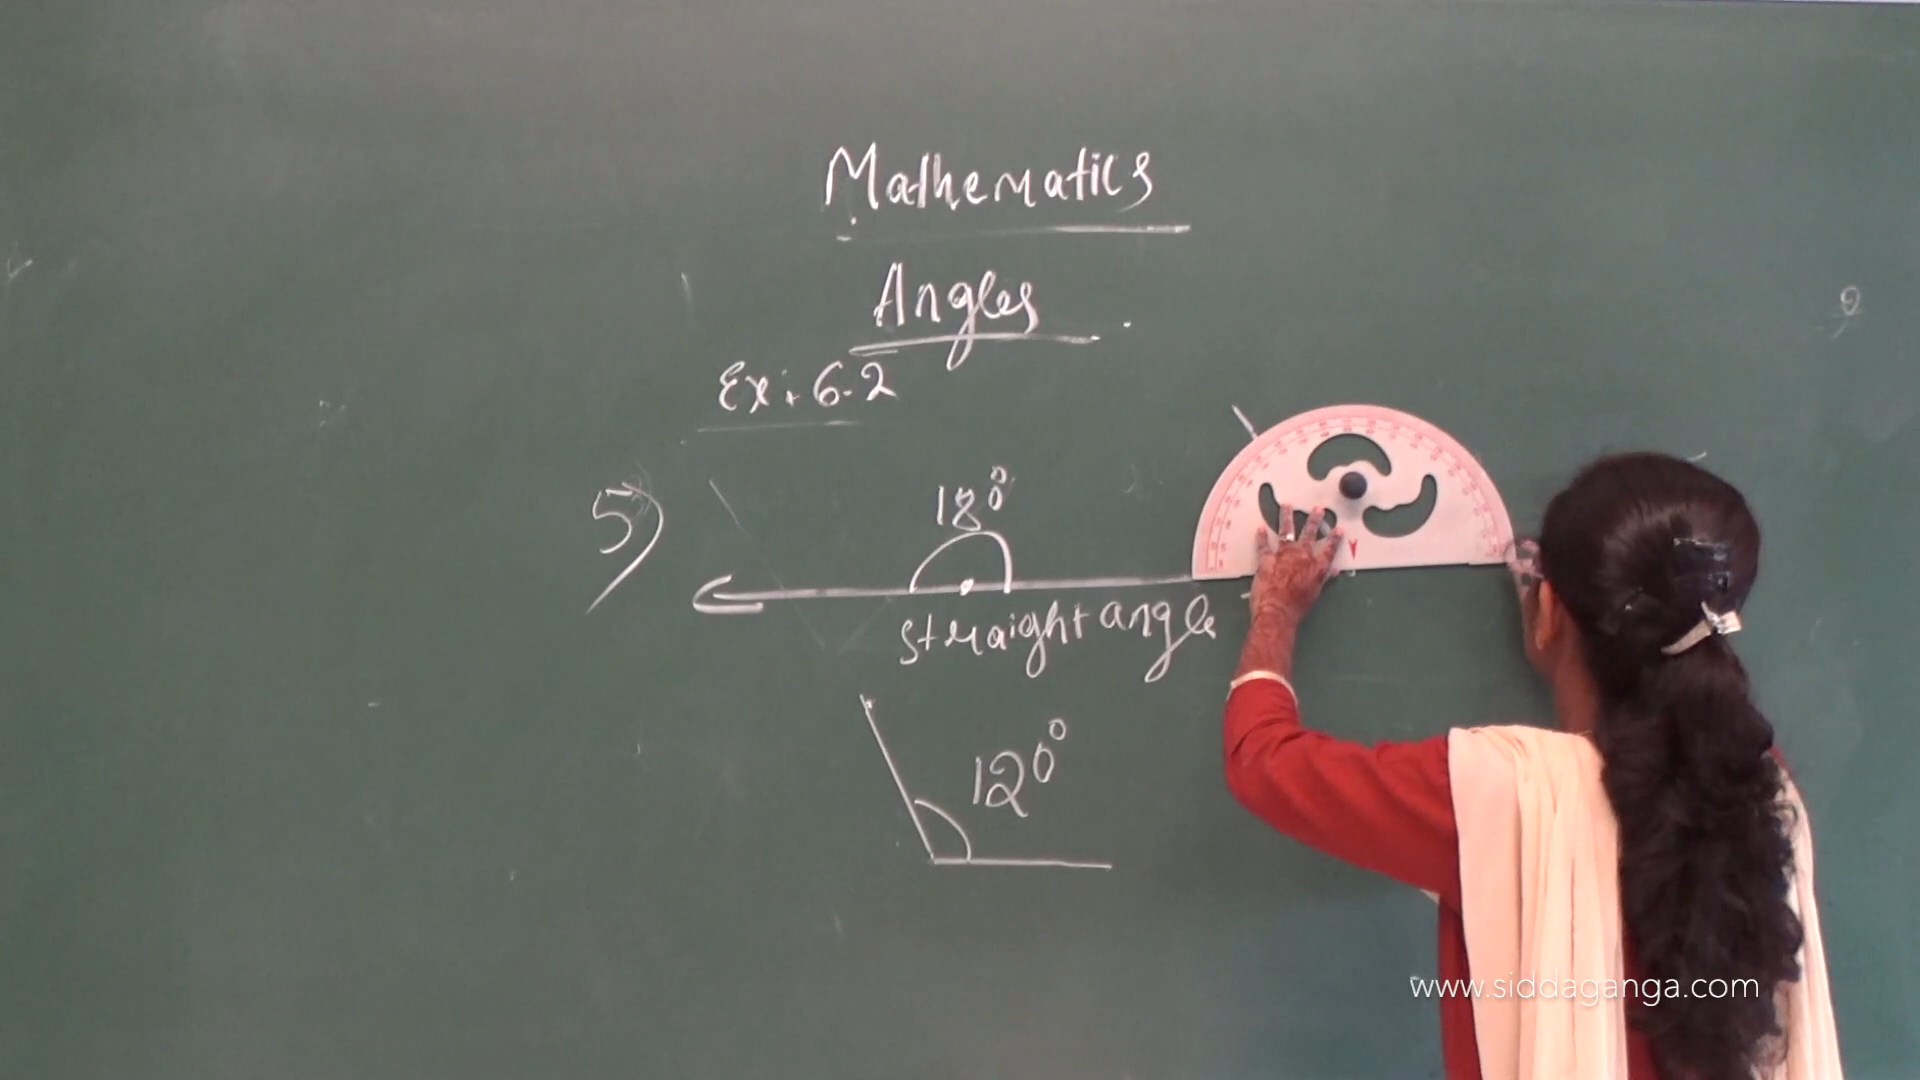 Mathematics
Angles
Ex: 6.2
5)
180°
straight angle
120°
www.siddaganga.com